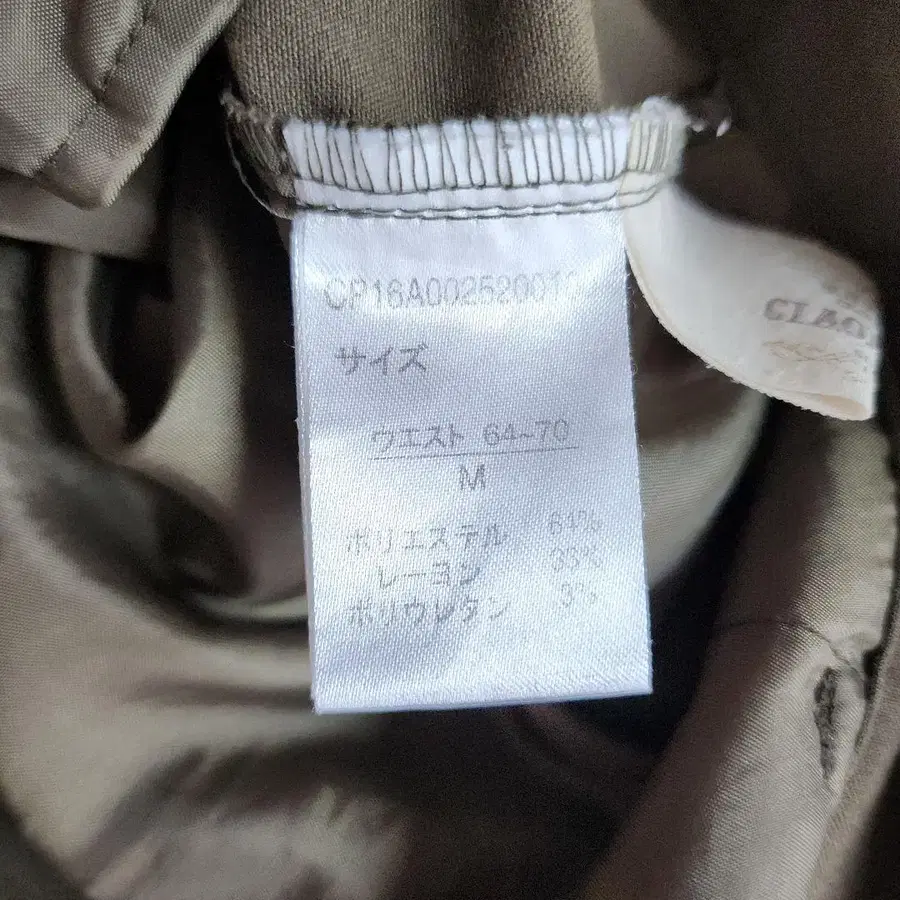 サイズ
ウエスト 64~70
M
ポリエステル 64%
レーヨン 33%
ポリウレタン 3%
CIAO